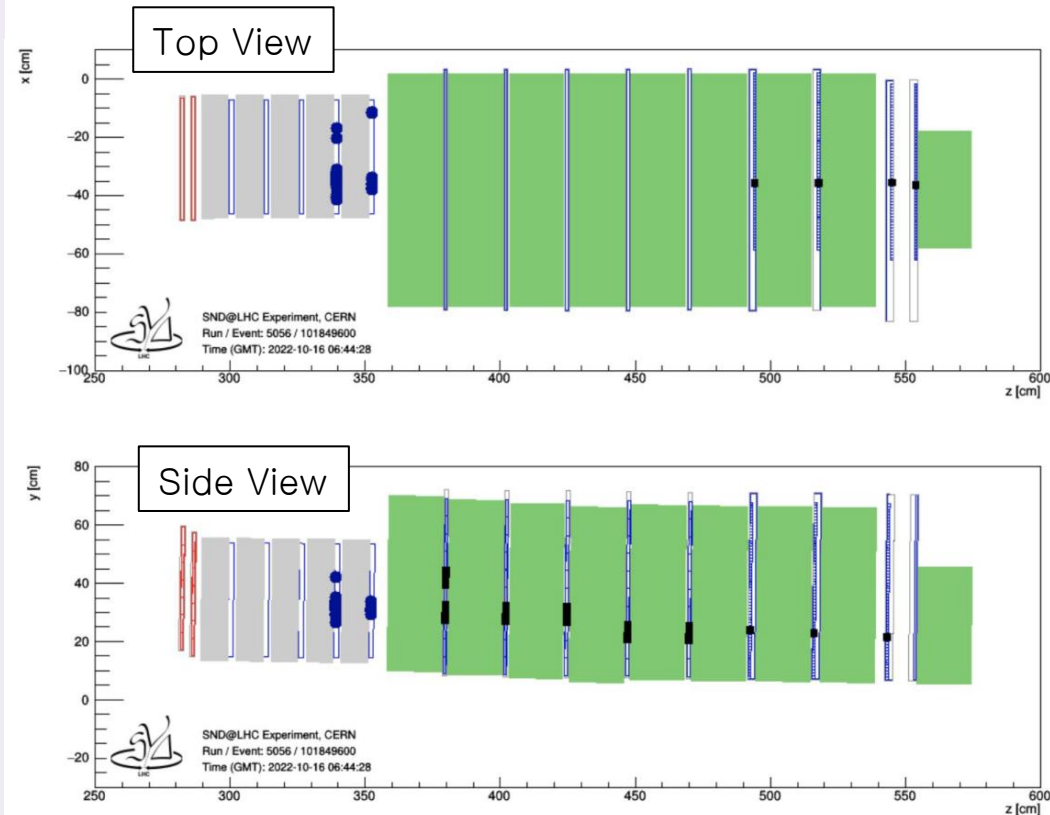 Top View
x [cm]
0
−20
−40
−60
−80
−100
SND@LHC Experiment, CERN
Run / Event: 5056 / 101849600
Time (GMT): 2022-10-16 06:44:28
LHC
250 300 350 400 450 500 550 600
z [cm]
Side View
y [cm]
80
60
40
20
0
−20
SND@LHC Experiment, CERN
Run / Event: 5056 / 101849600
Time (GMT): 2022-10-16 06:44:28
LHC
250 300 350 400 450 500 550 600
z [cm]